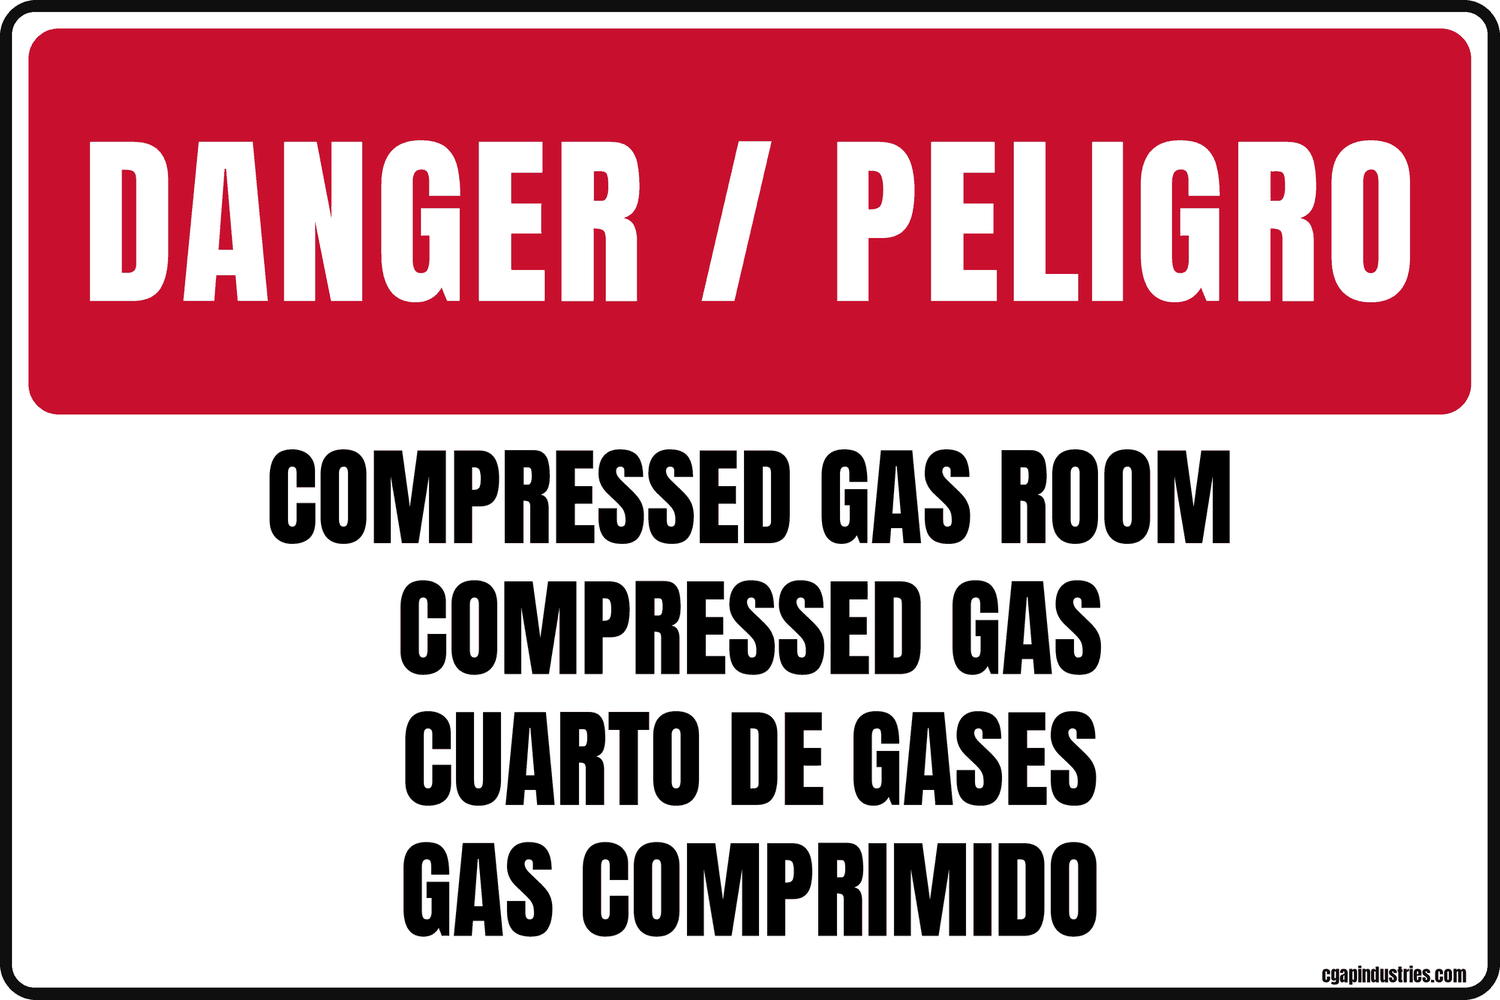 DANGER / PELIGRO
COMPRESSED GAS ROOM
COMPRESSED GAS
CUARTO DE GASES
GAS COMPRIMIDO
cgapindustries.com